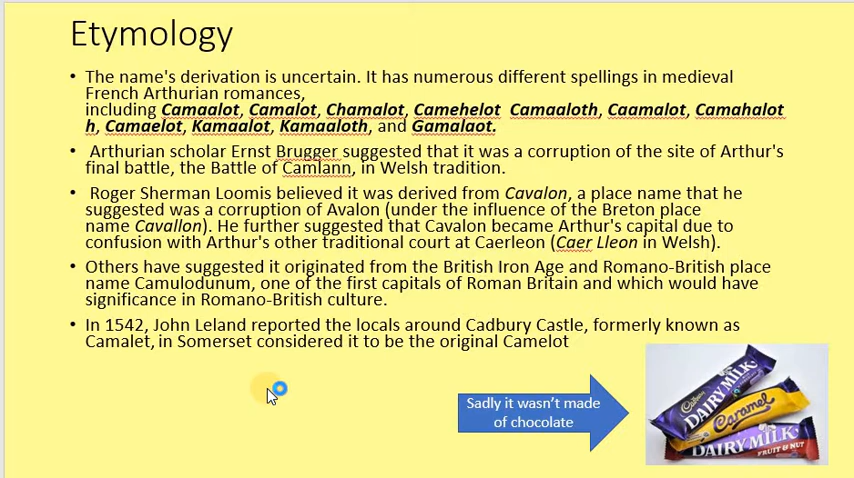 Etymology
• The name's derivation is uncertain. It has numerous different spellings in medieval
French Arthurian romances,
including Camaalot, Camalot, Chamalot, Camehelot Camaaloth, Caamalot, Camahalot
h, Camaelot, Kamaalot, Kamaaloth, and Gamalaot.
• Arthurian scholar Ernst Brugger suggested that it was a corruption of the site of Arthur's
final battle, the Battle of Camlann, in Welsh tradition.
• Roger Sherman Loomis believed it was derived from Cavalon, a place name that he
suggested was a corruption of Avalon (under the influence of the Breton place
name Cavallon). He further suggested that Cavalon became Arthur's capital due to
confusion with Arthur's other traditional court at Caerleon (Caer Lleon in Welsh).
• Others have suggested it originated from the British Iron Age and Romano-British place
name Camulodunum, one of the first capitals of Roman Britain and which would have
significance in Romano-British culture.
• In 1542, John Leland reported the locals around Cadbury Castle, formerly known as
Camalet, in Somerset considered it to be the original Camelot
Sadly it wasn't made
of chocolate
Cadbury
DAIRY MILK
Caramel
DAIRY MILK
FRUIT & NUT